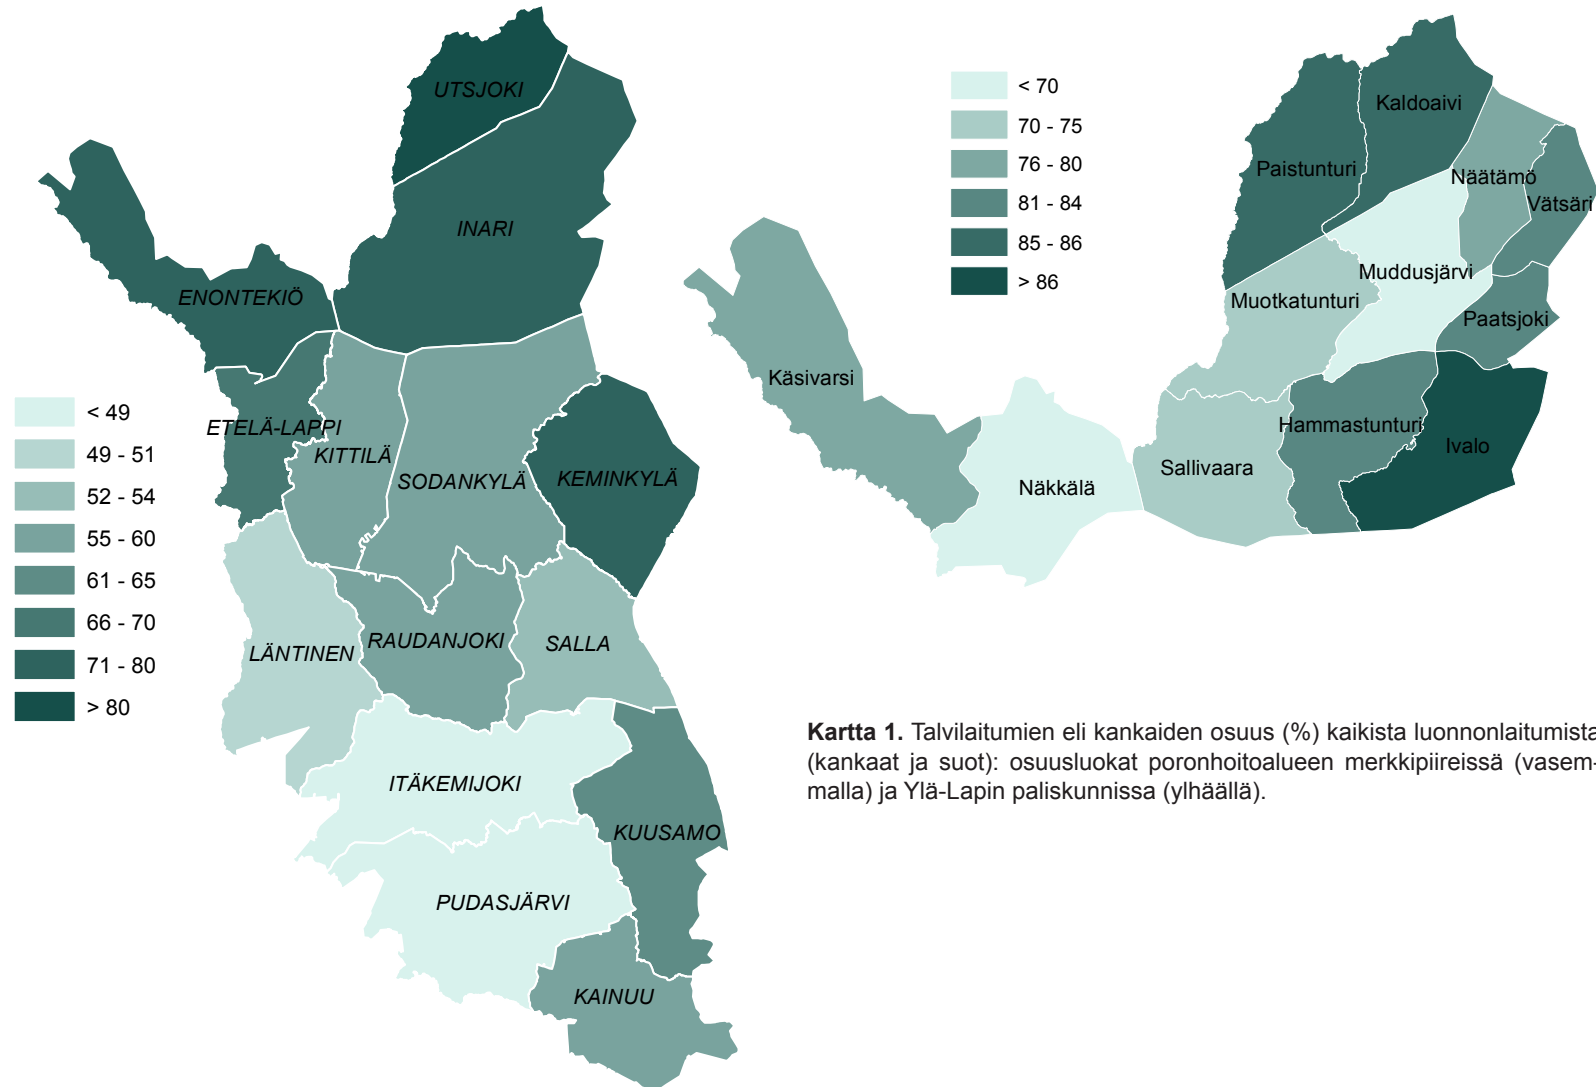 UTSJOKI
INARI
ENONTEKIÖ
ETELÄ-LAPPI
KITTILÄ
SODANKYLÄ
KEMINKYLÄ
LÄNTINEN
RAUDANJOKI
SALLA
ITÄKEMIJOKI
KUUSAMO
PUDASJÄRVI
KAINUU
< 49
49 - 51
52 - 54
55 - 60
61 - 65
66 - 70
71 - 80
> 80
< 70
70 - 75
76 - 80
81 - 84
85 - 86
> 86
Kaldoaivi
Paistunturi
Näätämö
Vätsäri
Muddusjärvi
Muotkatunturi
Paatsjoki
Käsivarsi
Hammastunturi
Ivalo
Sallivaara
Näkkälä
Kartta 1. Talvilaitumien eli kankaiden osuus (%) kaikista luonnonlaitumista
(kankaat ja suot): osuusluokat poronhoitoalueen merkkipiireissä (vasem-
malla) ja Ylä-Lapin paliskunnissa (ylhäällä).